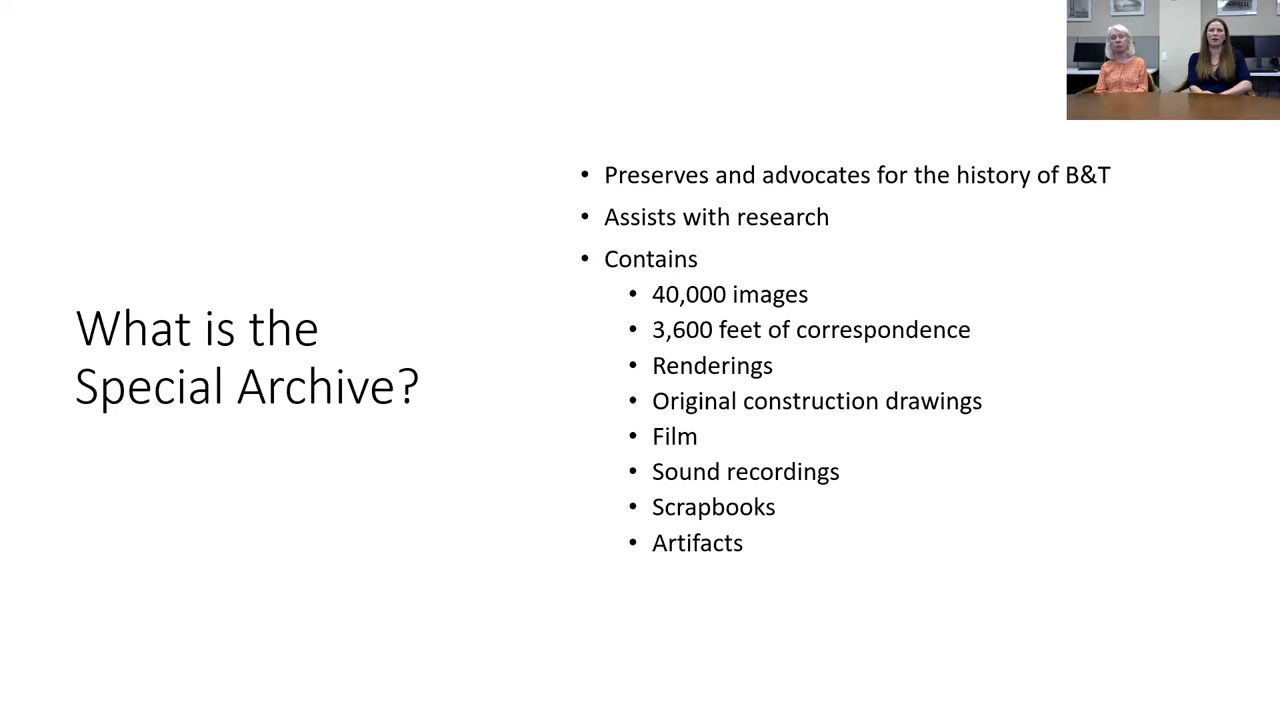 What is the
Special Archive?
• Preserves and advocates for the history of B&T
• Assists with research
• Contains
• 40,000 images
• 3,600 feet of correspondence
• Renderings
• Original construction drawings
• Film
• Sound recordings
• Scrapbooks
• Artifacts